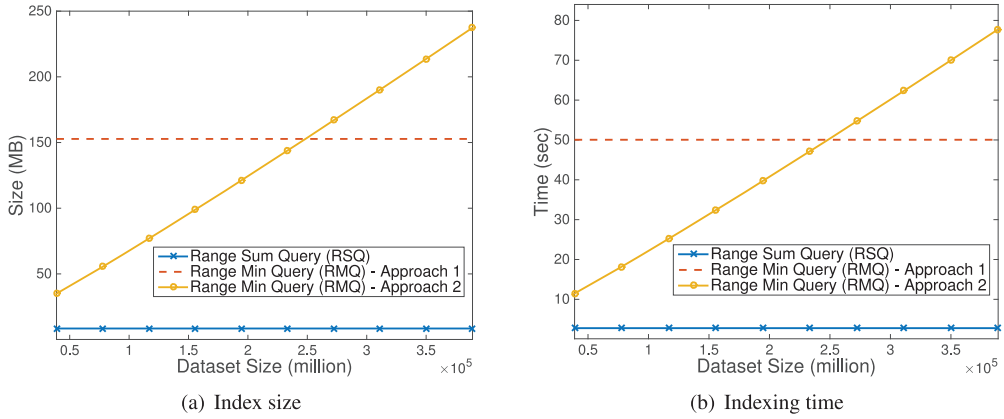 250
200
150
100
50
Size (MB)
Range Sum Query (RSQ)
Range Min Query (RMQ) - Approach 1
Range Min Query (RMQ) - Approach 2
0.5 1 1.5 2 2.5 3 3.5
Dataset Size (million)
×10⁵
(a) Index size
80
70
60
50
40
30
20
10
Time (sec)
Range Sum Query (RSQ)
Range Min Query (RMQ) - Approach 1
Range Min Query (RMQ) - Approach 2
0.5 1 1.5 2 2.5 3 3.5
Dataset Size (million)
×10⁵
(b) Indexing time